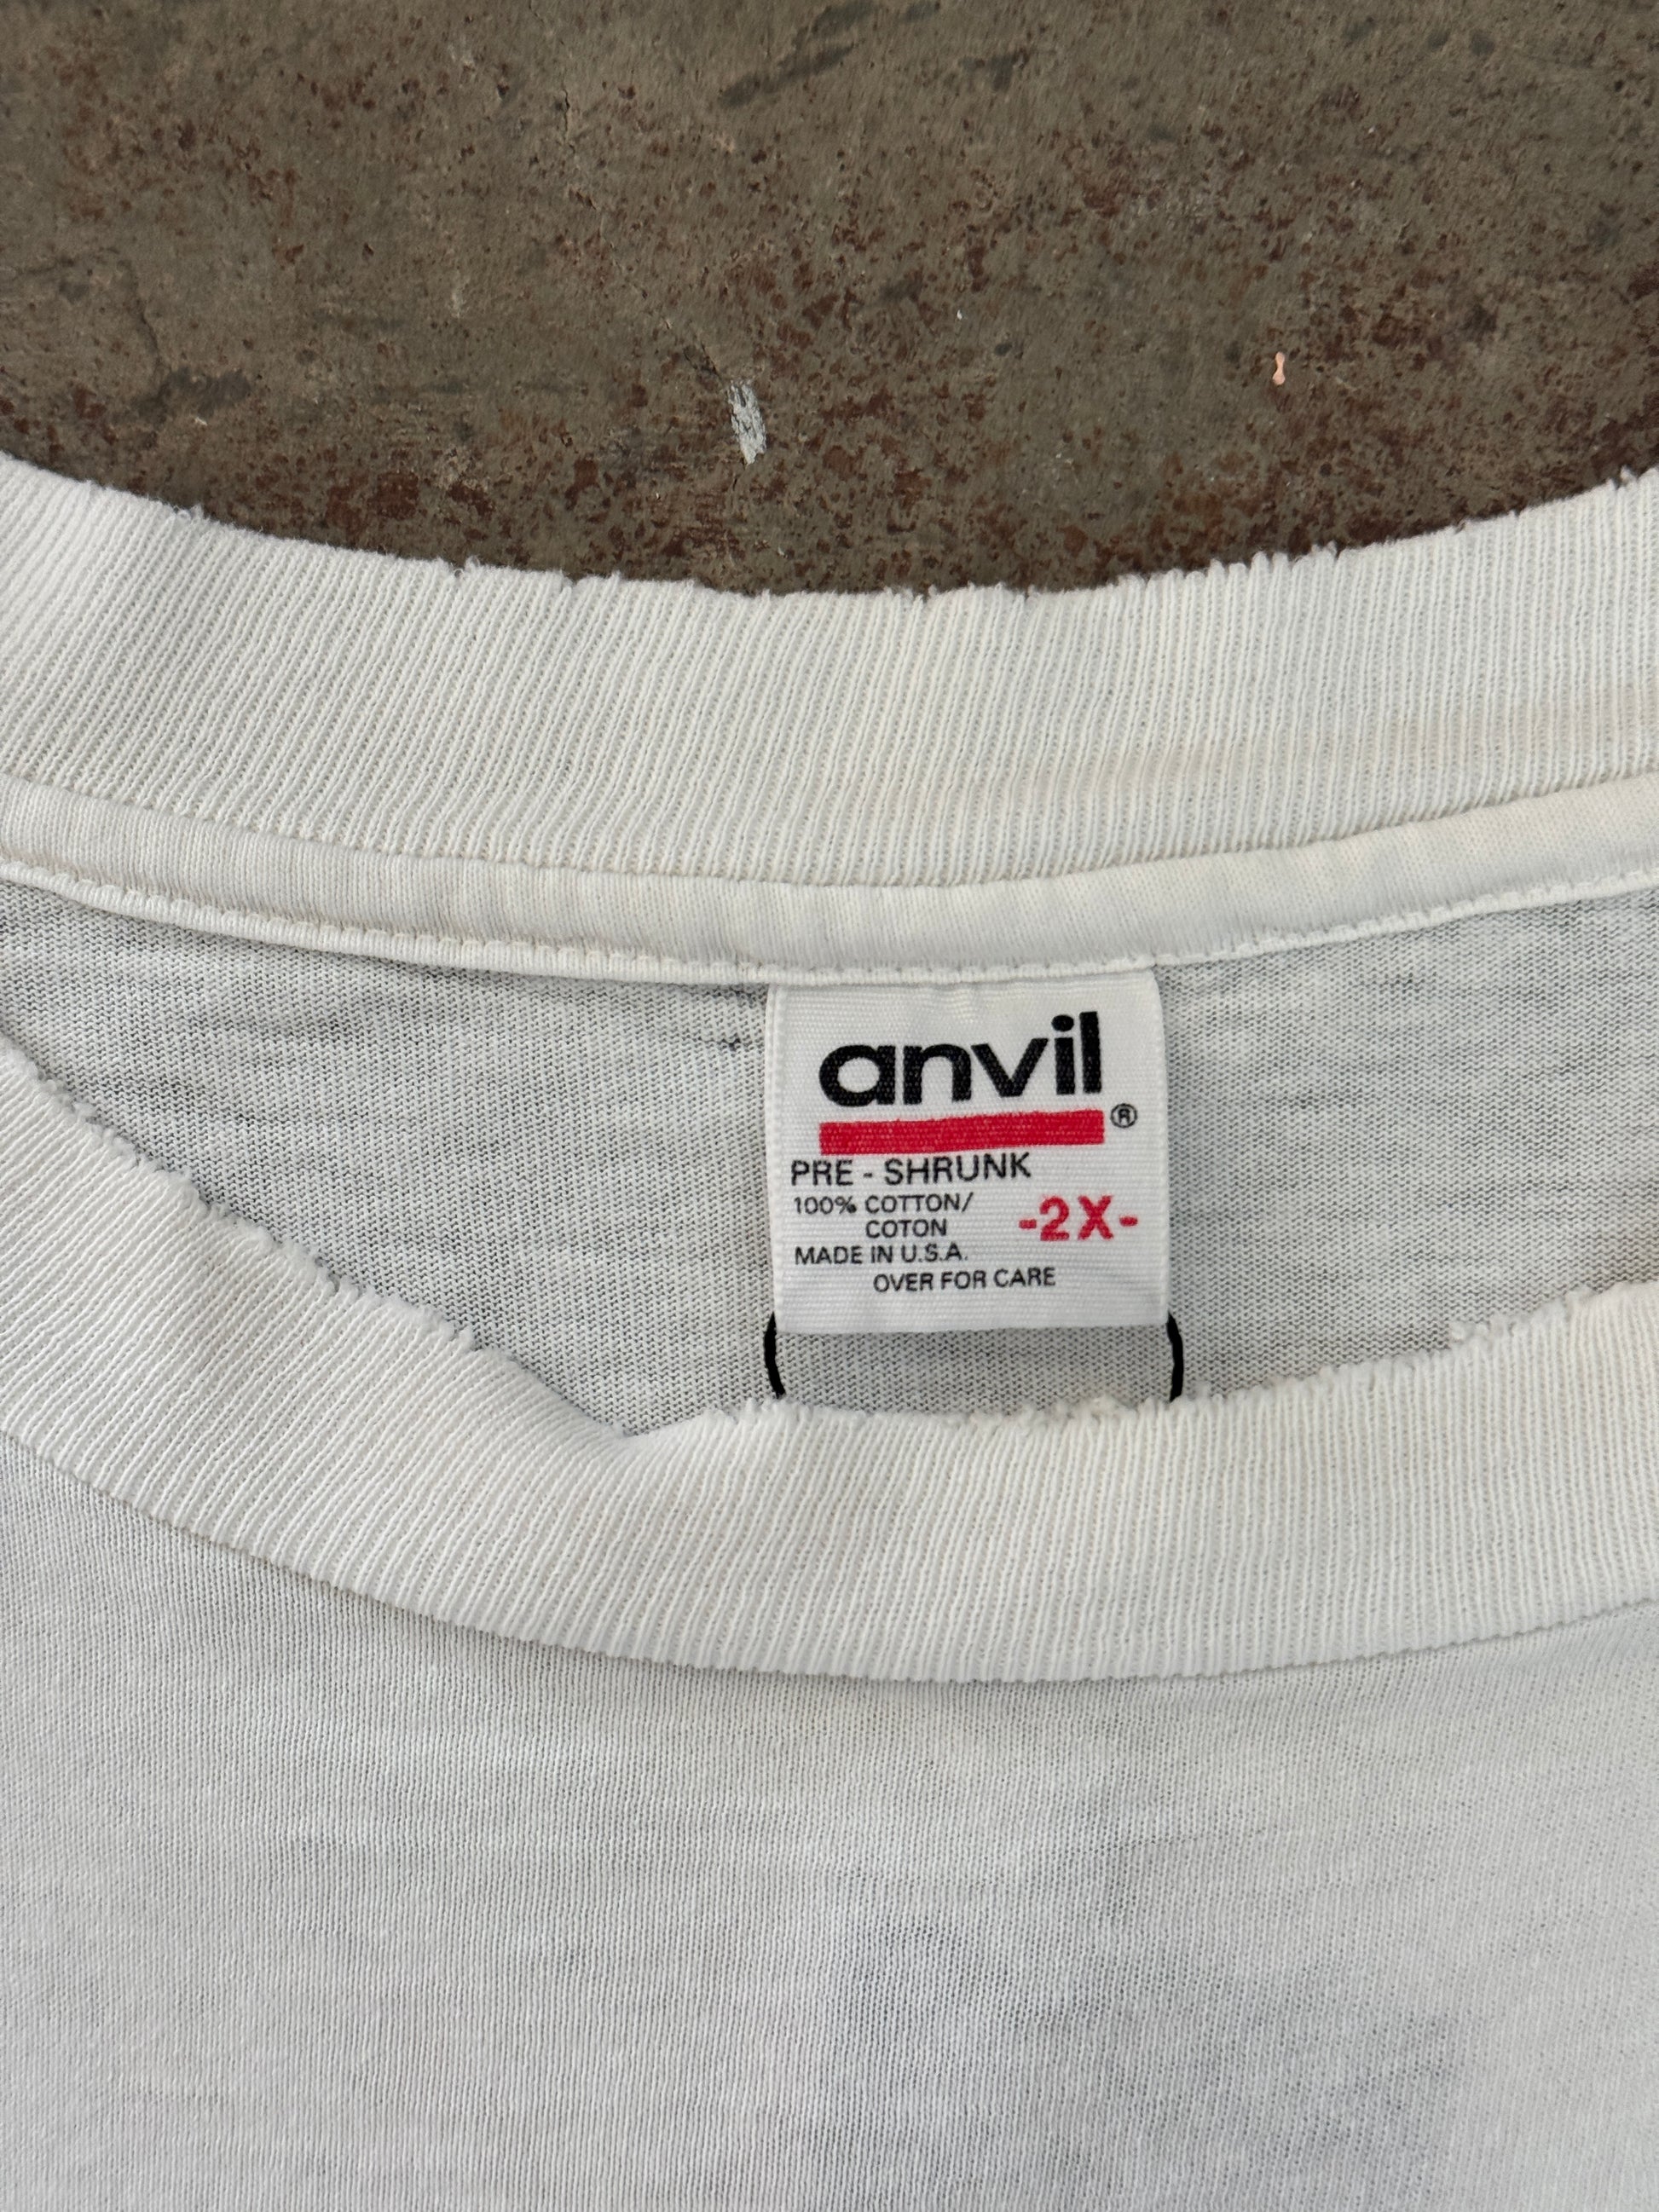 anvil®
PRE - SHRUNK
100% COTTON/
COTON
-2X-
MADE IN U.S.A.
OVER FOR CARE